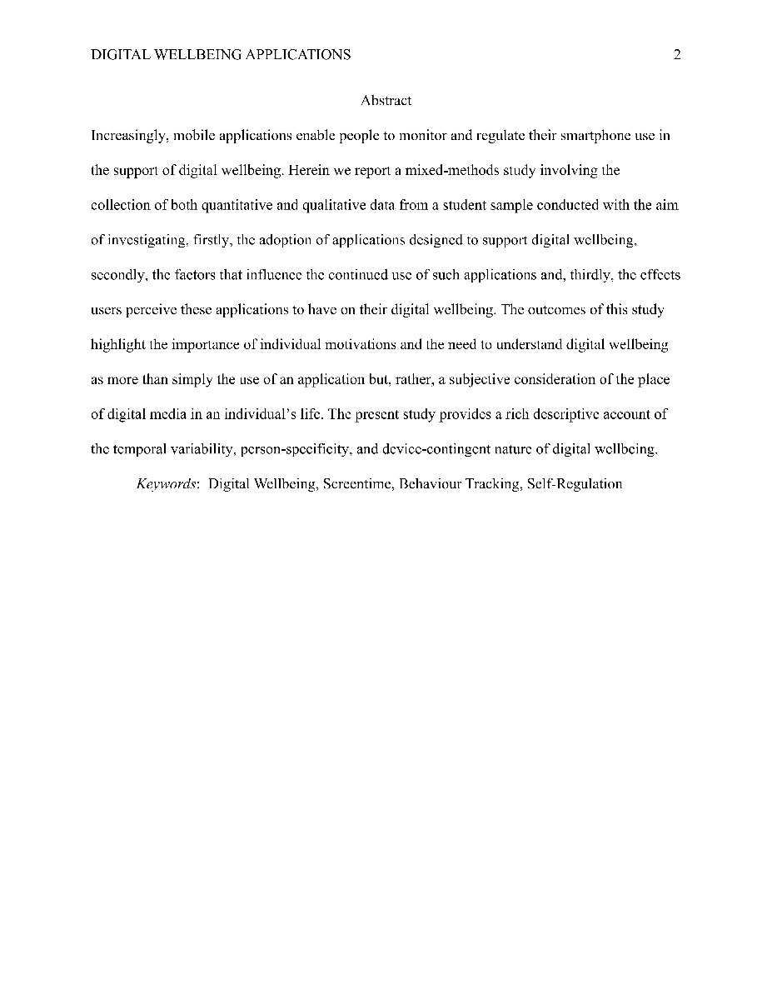 DIGITAL WELLBEING APPLICATIONS 2
Abstract
Increasingly, mobile applications enable people to monitor and regulate their smartphone use in
the support of digital wellbeing. Herein we report a mixed-methods study involving the
collection of both quantitative and qualitative data from a student sample conducted with the aim
of investigating, firstly, the adoption of applications designed to support digital wellbeing,
secondly, the factors that influence the continued use of such applications and, thirdly, the effects
users perceive these applications to have on their digital wellbeing. The outcomes of this study
highlight the importance of individual motivations and the need to understand digital wellbeing
as more than simply the use of an application but, rather, a subjective consideration of the place
of digital media in an individual’s life. The present study provides a rich descriptive account of
the temporal variability, person-specificity, and device-contingent nature of digital wellbeing.
Keywords: Digital Wellbeing, Screentime, Behaviour Tracking, Self-Regulation